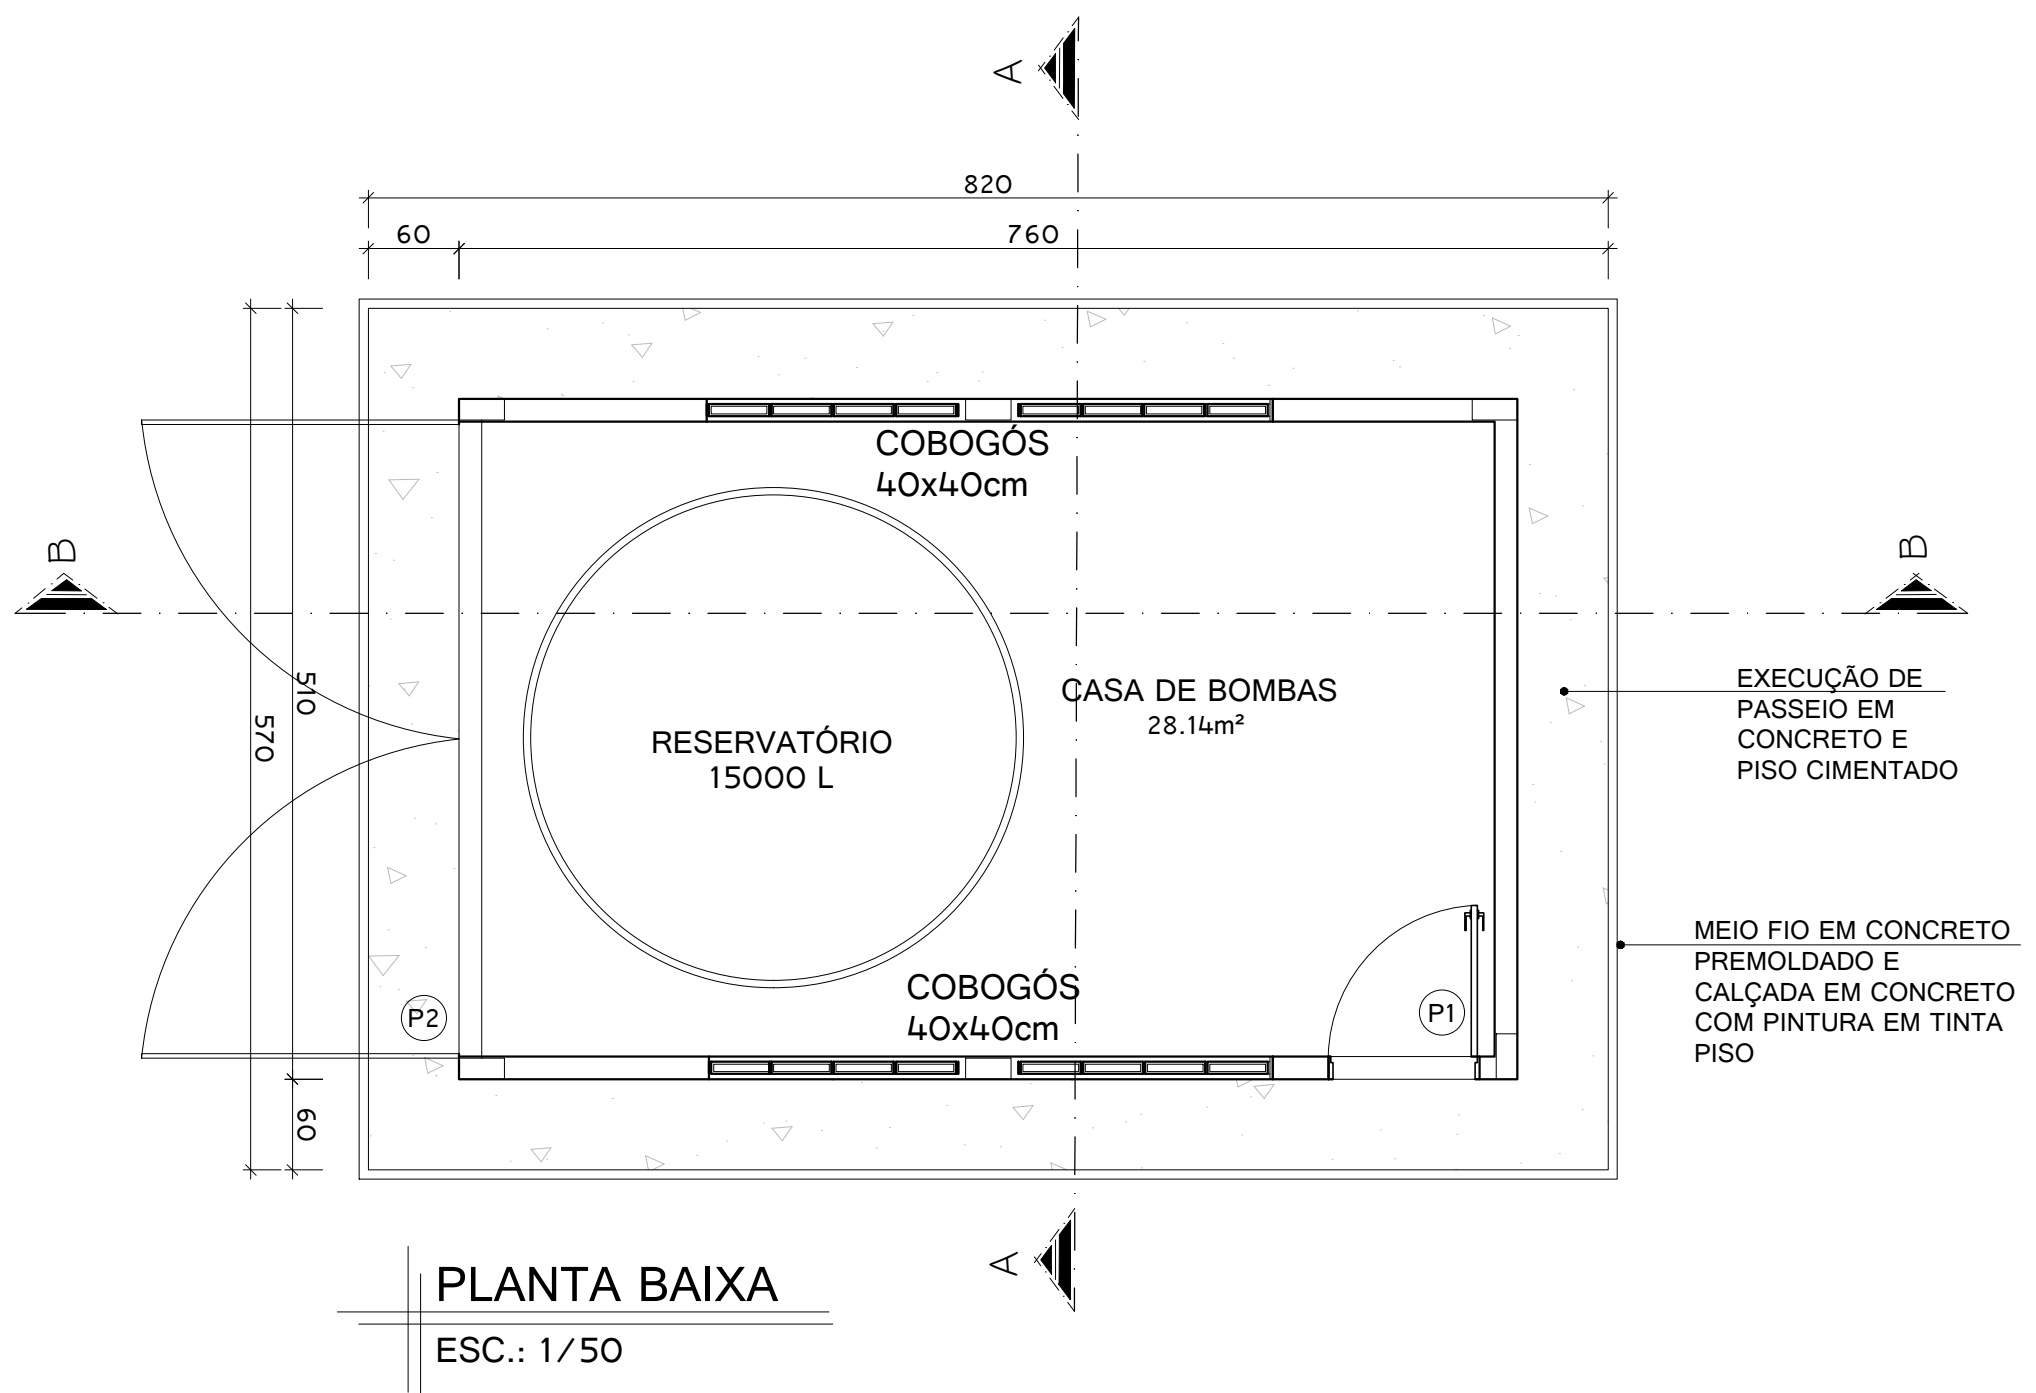 A
820
60
760
COBOGÓS
40x40cm
B
B
510
570
CASA DE BOMBAS
28.14m²
RESERVATÓRIO
15000 L
EXECUÇÃO DE
PASSEIO EM
CONCRETO E
PISO CIMENTADO
MEIO FIO EM CONCRETO
PREMOLDADO E
CALÇADA EM CONCRETO
COM PINTURA EM TINTA
PISO
COBOGÓS
40x40cm
P2
P1
60
A
PLANTA BAIXA
ESC.: 1/50